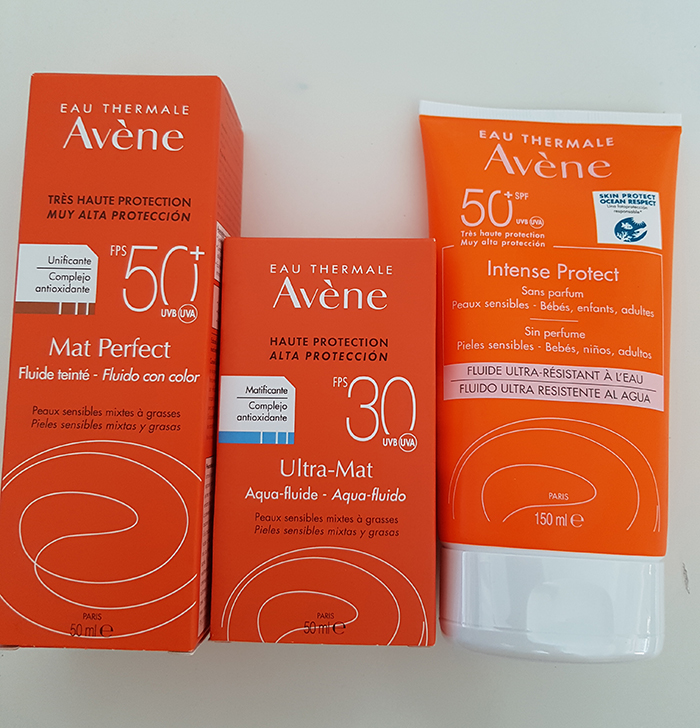 EAU THERMALE
Avène
TRÈS HAUTE PROTECTION
MUY ALTA PROTECCIÓN
Unificante
Complejo
antioxidante
FPS
50+
UVB UVA
Mat Perfect
Fluide teinté - Fluido con color
Peaux sensibles mixtes à grasses
Pieles sensibles mixtas y grasas
PARIS
50 ml e
EAU THERMALE
Avène
HAUTE PROTECTION
ALTA PROTECCIÓN
Matificante
Complejo
antioxidante
FPS
30
UVB UVA
Ultra-Mat
Aqua-fluide - Aqua-fluido
Peaux sensibles mixtes à grasses
Pieles sensibles mixtas y grasas
PARIS
50 ml e
EAU THERMALE
Avène
50+ SPF
UVB UVA
Très haute protection
Muy alta protección
SKIN PROTECT
OCEAN RESPECT
Una fotoprotección
responsable*
Intense Protect
Sans parfum
Peaux sensibles - Bébés, enfants, adultes
Sin perfume
Pieles sensibles - Bebés, niños, adultos
FLUIDE ULTRA-RÉSISTANT À L'EAU
FLUIDO ULTRA RESISTENTE AL AGUA
PARIS
150 ml e